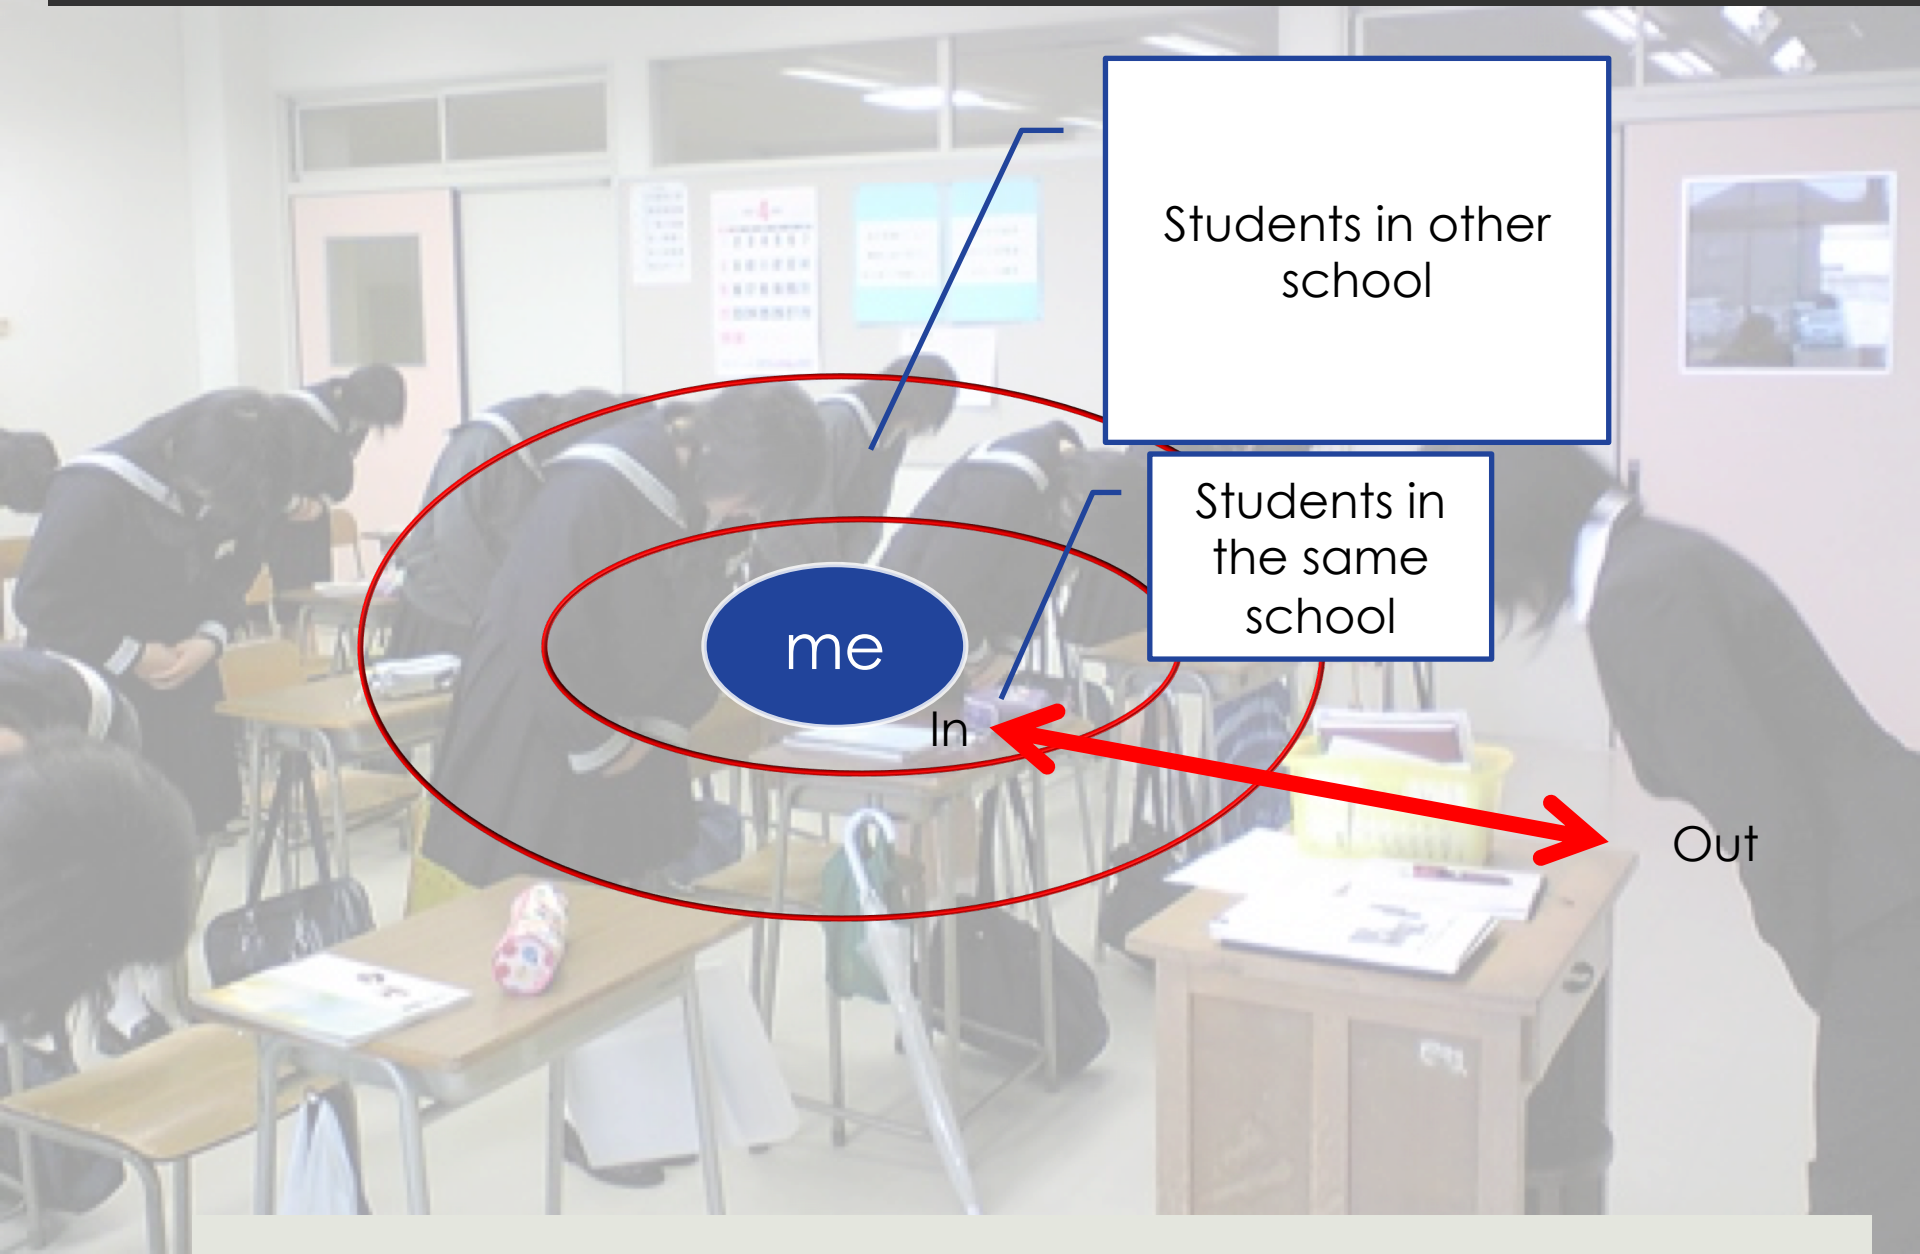 Students in other
school
Students in
the same
school
me
In
Out